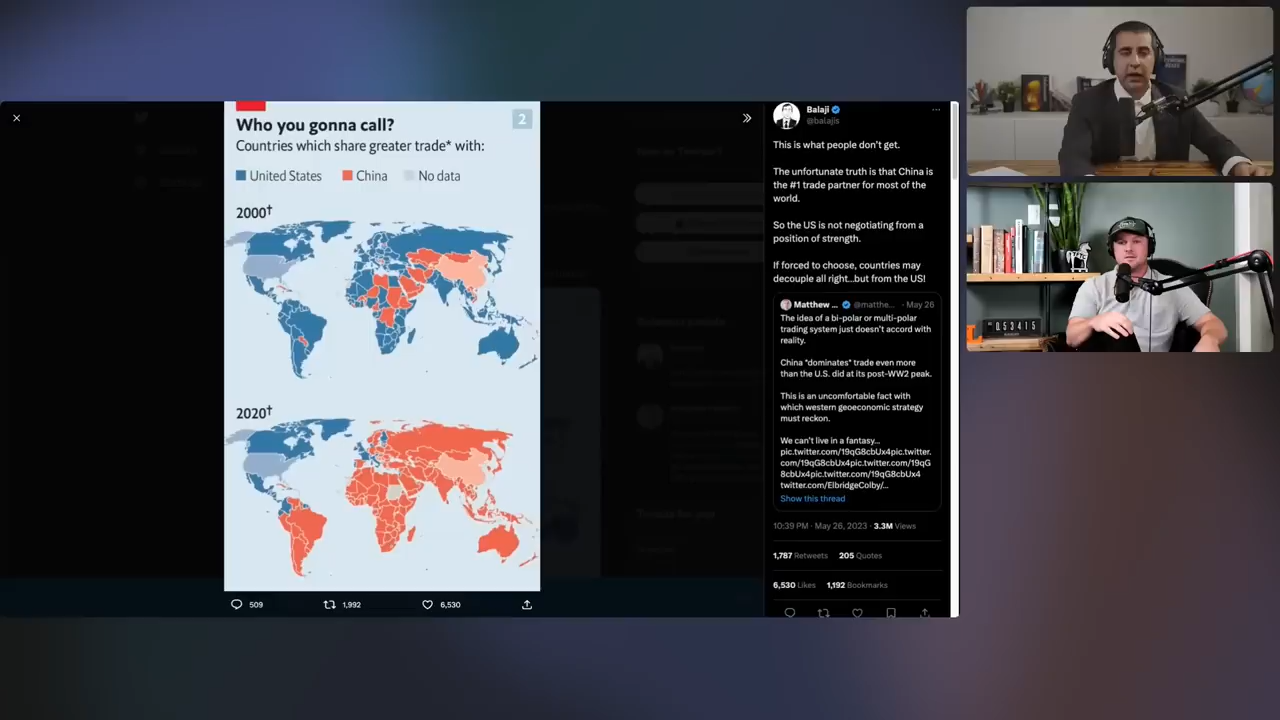 Who you gonna call?
2
Countries which share greater trade* with:
United States
China
No data
2000†
2020†
509
1,992
6,530
Balaji
@balajis
This is what people don't get.
The unfortunate truth is that China is
the #1 trade partner for most of the
world.
So the US is not negotiating from a
position of strength.
If forced to choose, countries may
decouple all right...but from the US!
Matthew ... @matthe... · May 26
The idea of a bi-polar or multi-polar
trading system just doesn't accord with
reality.
China *dominates* trade even more
than the U.S. did at its post-WW2 peak.
This is an uncomfortable fact with
which western geoeconomic strategy
must reckon.
We can't live in a fantasy...
pic.twitter.com/19qG8cbUx4pic.twitter.
com/19qG8cbUx4pic.twitter.com/19qG
8cbUx4pic.twitter.com/19qG8cbUx4
twitter.com/ElbridgeColby/...
Show this thread
10:39 PM · May 26, 2023 · 3.3M Views
1,787 Retweets 205 Quotes
6,530 Likes 1,192 Bookmarks
053415